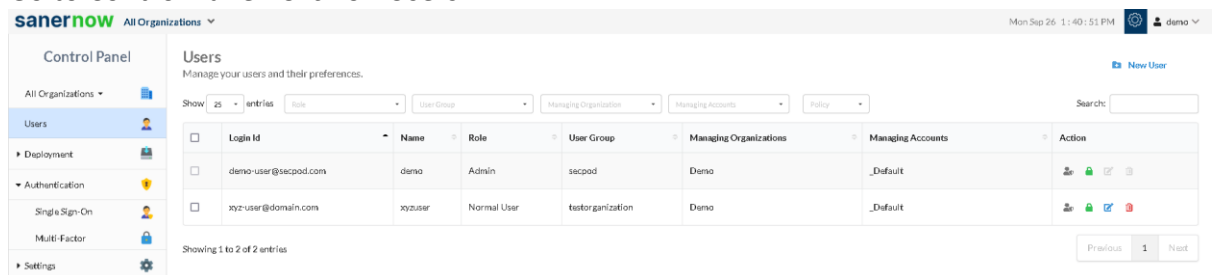 sanernow All Organizations
Mon Sep 26 1 : 40 : 51 PM demo
Control Panel
All Organizations
Users
Deployment
Authentication
Single Sign-On
Multi-Factor
Settings
Users
Manage your users and their preferences.
New User
Show 25 entries Role User Group Managing Organization Managing Accounts Policy Search:
Login Id Name Role User Group Managing Organizations Managing Accounts Action
demo-user@secpod.com demo Admin secpod Demo _Default
xyz-user@domain.com xyzuser Normal User testorganization Demo _Default
Showing 1 to 2 of 2 entries
Previous 1 Next